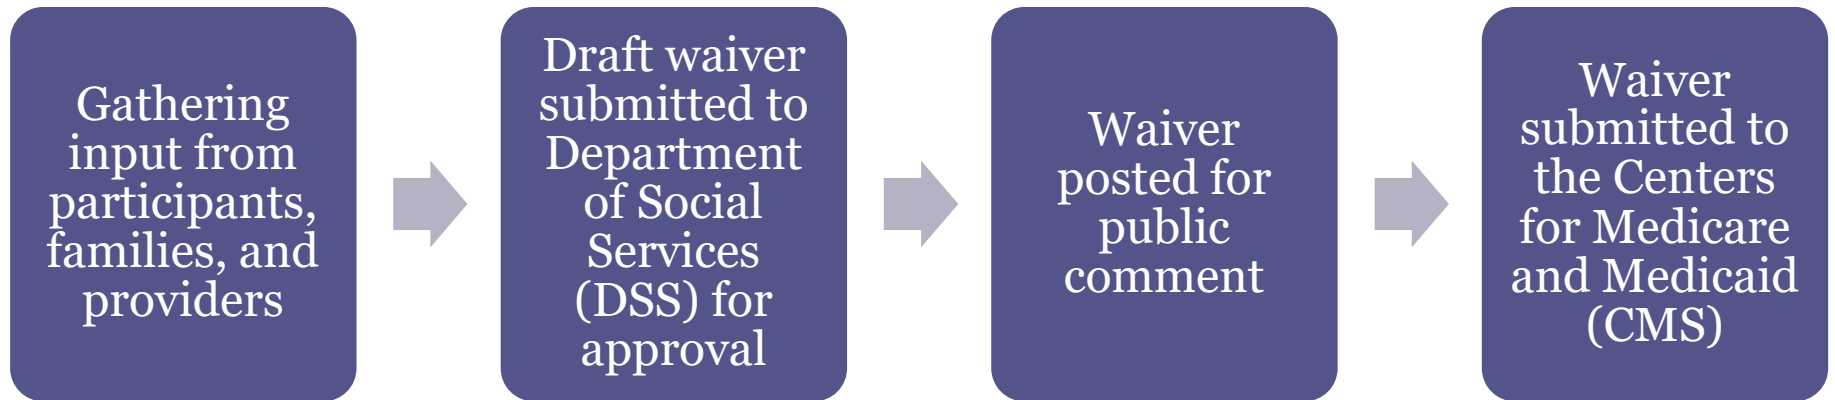 Gathering
input from
participants,
families, and
providers
Draft waiver
submitted to
Department
of Social
Services
(DSS) for
approval
Waiver
posted for
public
comment
Waiver
submitted to
the Centers
for Medicare
and Medicaid
(CMS)